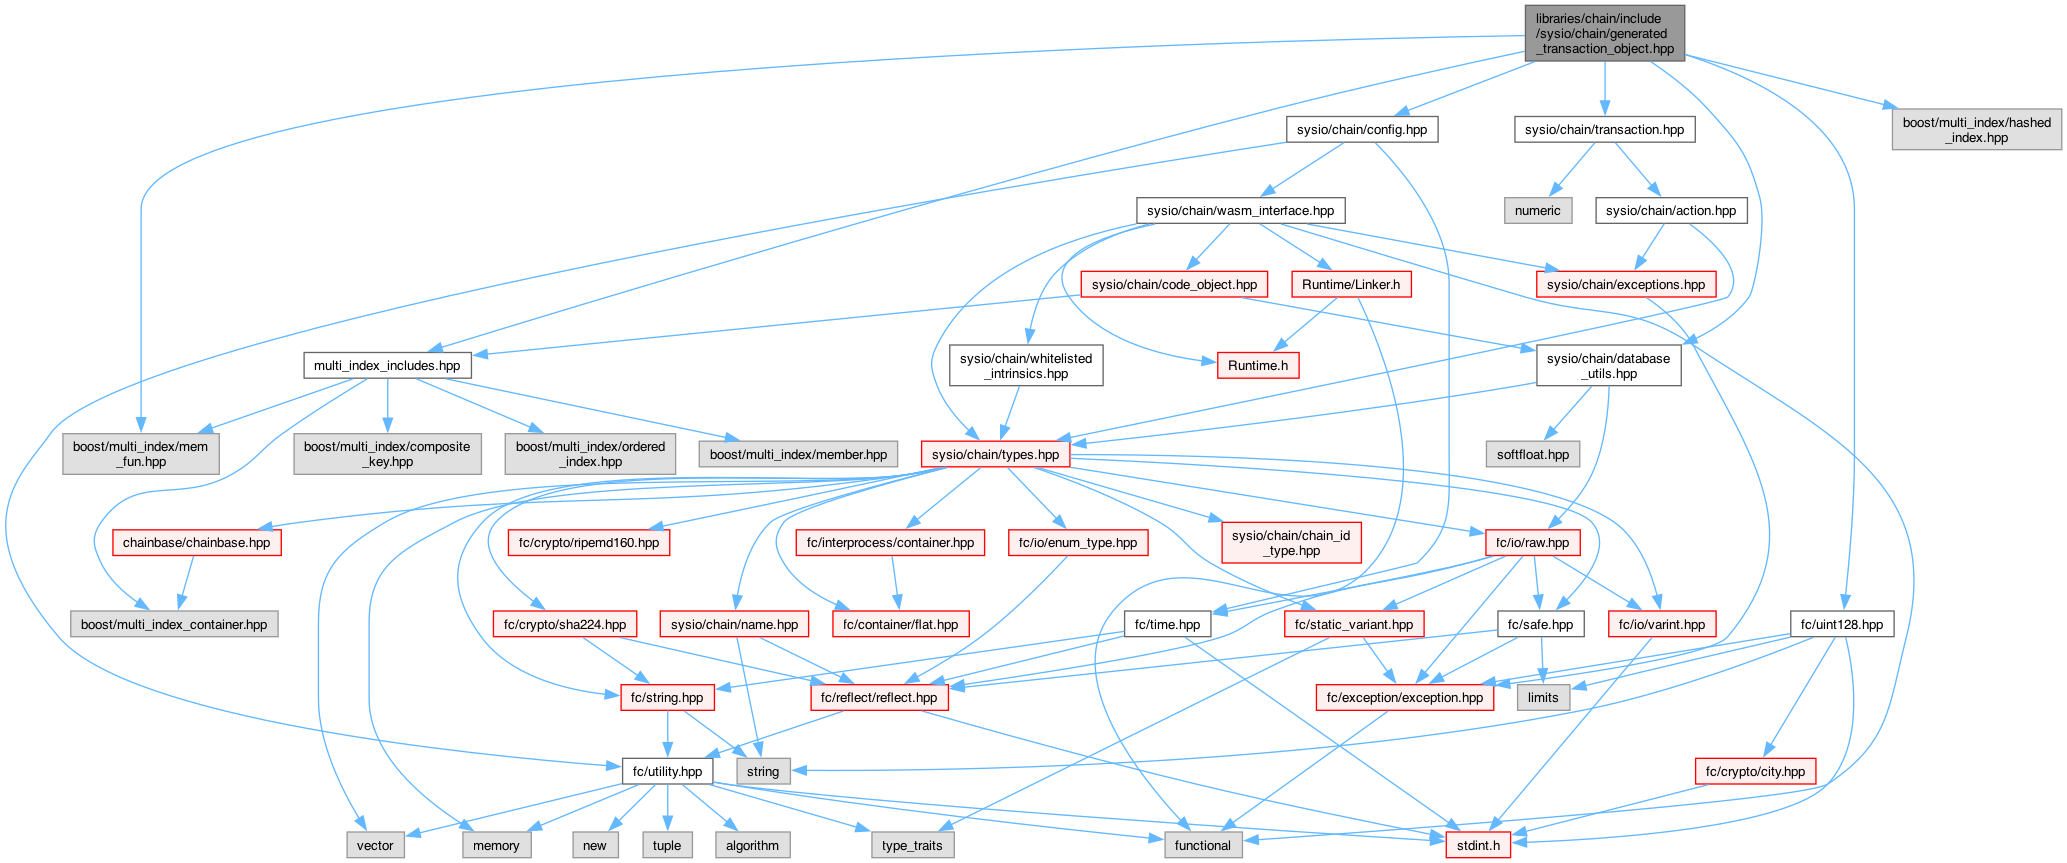 libraries/chain/include
/sysio/chain/generated
_transaction_object.hpp
boost/multi_index/hashed
_index.hpp
sysio/chain/config.hpp
sysio/chain/transaction.hpp
sysio/chain/wasm_interface.hpp
numeric
sysio/chain/action.hpp
sysio/chain/code_object.hpp
Runtime/Linker.h
sysio/chain/exceptions.hpp
multi_index_includes.hpp
sysio/chain/whitelisted
_intrinsics.hpp
Runtime.h
sysio/chain/database
_utils.hpp
boost/multi_index/mem
_fun.hpp
boost/multi_index/composite
_key.hpp
boost/multi_index/ordered
_index.hpp
boost/multi_index/member.hpp
sysio/chain/types.hpp
softfloat.hpp
chainbase/chainbase.hpp
fc/crypto/ripemd160.hpp
fc/interprocess/container.hpp
fc/io/enum_type.hpp
sysio/chain/chain_id
_type.hpp
fc/io/raw.hpp
boost/multi_index_container.hpp
fc/crypto/sha224.hpp
sysio/chain/name.hpp
fc/container/flat.hpp
fc/time.hpp
fc/static_variant.hpp
fc/safe.hpp
fc/io/varint.hpp
fc/uint128.hpp
fc/string.hpp
fc/reflect/reflect.hpp
fc/exception/exception.hpp
limits
fc/utility.hpp
string
fc/crypto/city.hpp
vector
memory
new
tuple
algorithm
type_traits
functional
stdint.h